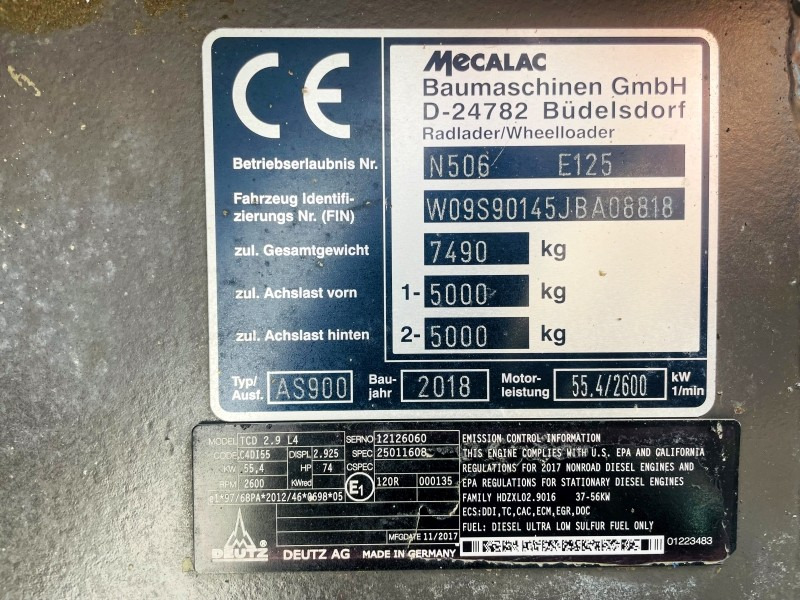 CE
MECALAC
Baumaschinen GmbH
D-24782 Büdelsdorf
Radlader/Wheelloader
Betriebserlaubnis Nr. N506 E125
Fahrzeug Identifi-
zierungs Nr. (FIN) W09S90145JBA08818
zul. Gesamtgewicht 7490 kg
zul. Achslast vorn 1- 5000 kg
zul. Achslast hinten 2- 5000 kg
Typ/ Ausf. AS900 Bau- jahr 2018 Motor- leistung 55,4/2600 kW 1/min
MODEL TCD 2.9 L4 SERNO 12126060 EMISSION CONTROL INFORMATION
CODE C4DI55 DISPL 2.925 SPEC 25011608 THIS ENGINE COMPLIES WITH U.S. EPA AND CALIFORNIA
KW 55,4 HP 74 CSPEC REGULATIONS FOR 2017 NONROAD DIESEL ENGINES AND
RPM 2600 KWred E1 120R 000135 EPA REGULATIONS FOR STATIONARY DIESEL ENGINES
e1*97/68PA*2012/46*0698*05 FAMILY HDZXL02.9016 37-56KW
ECS:DDI,TC,CAC,ECM,EGR,DOC
MFGDATE 11/2017 FUEL: DIESEL ULTRA LOW SULFUR FUEL ONLY
DEUTZ DEUTZ AG MADE IN GERMANY 01223483